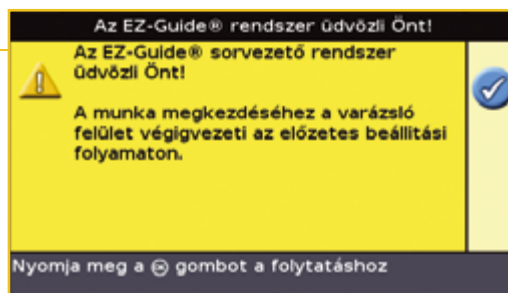 Az EZ-Guide® rendszer üdvözli Önt!
Az EZ-Guide® sorvezető rendszer
üdvözli Önt!
A munka megkezdéséhez a varázsló
felület végigvezeti az előzetes beállítási
folyamaton.
Nyomja meg a gombot a folytatáshoz